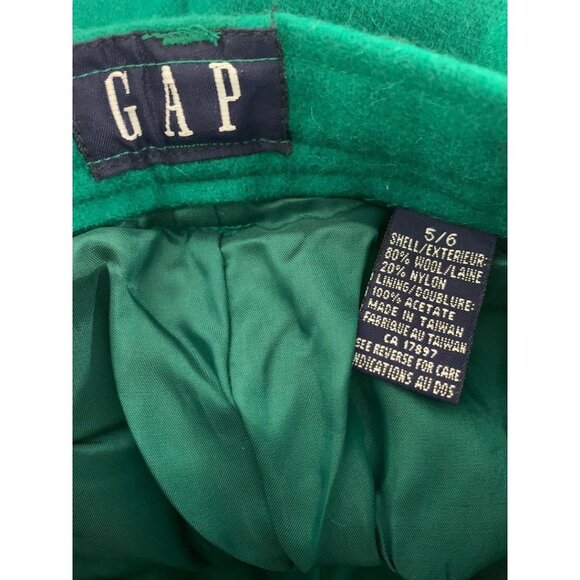 GAP
5/6
SHELL/EXTERIEUR:
80% WOOL/LAINE
20% NYLON
LINING/DOUBLURE:
100% ACETATE
MADE IN TAIWAN
FABRIQUE AU TAIWAN
CA 17897
SEE REVERSE FOR CARE
INDICATIONS AU DOS